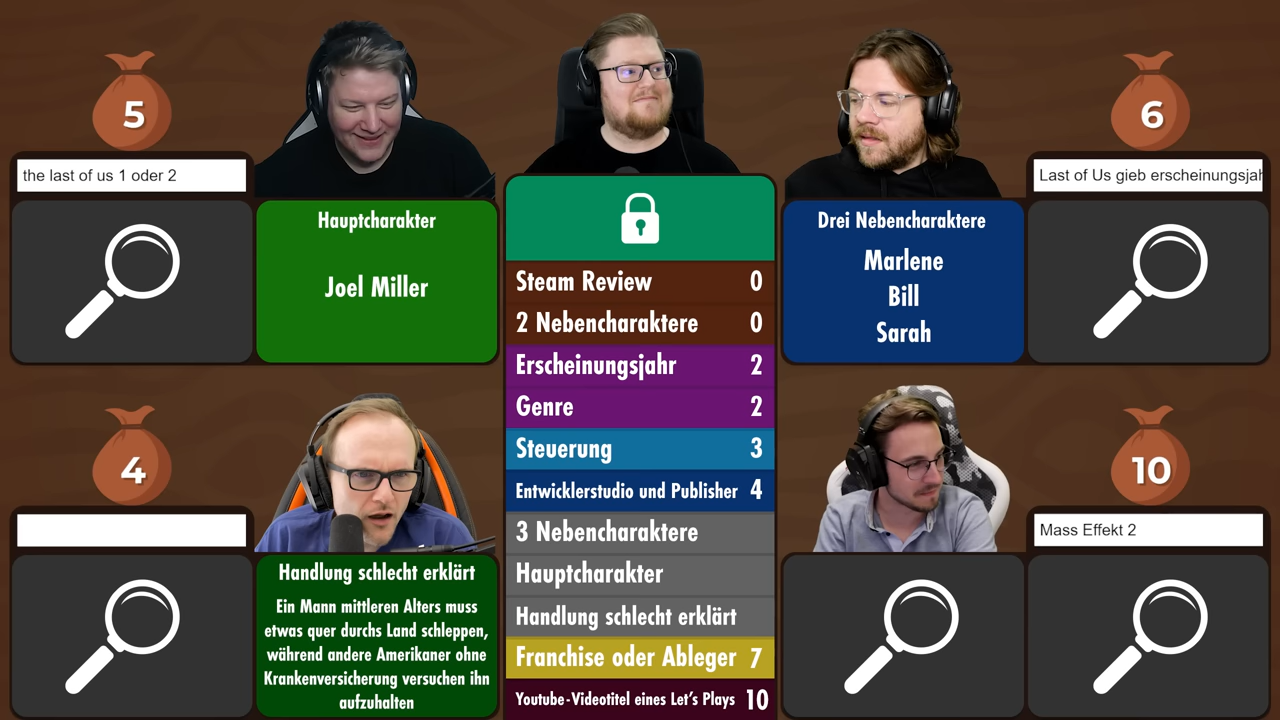 5
the last of us 1 oder 2
Hauptcharakter
Joel Miller
Drei Nebencharaktere
Marlene
Bill
Sarah
6
Last of Us gieb erscheinungsjah
Steam Review 0
2 Nebencharaktere 0
Erscheinungsjahr 2
Genre 2
Steuerung 3
Entwicklerstudio und Publisher 4
3 Nebencharaktere
Hauptcharakter
Handlung schlecht erklärt
Franchise oder Ableger 7
Youtube-Videotitel eines Let's Plays 10
4
Handlung schlecht erklärt
Ein Mann mittleren Alters muss
etwas quer durchs Land schleppen,
während andere Amerikaner ohne
Krankenversicherung versuchen ihn
aufzuhalten
10
Mass Effekt 2